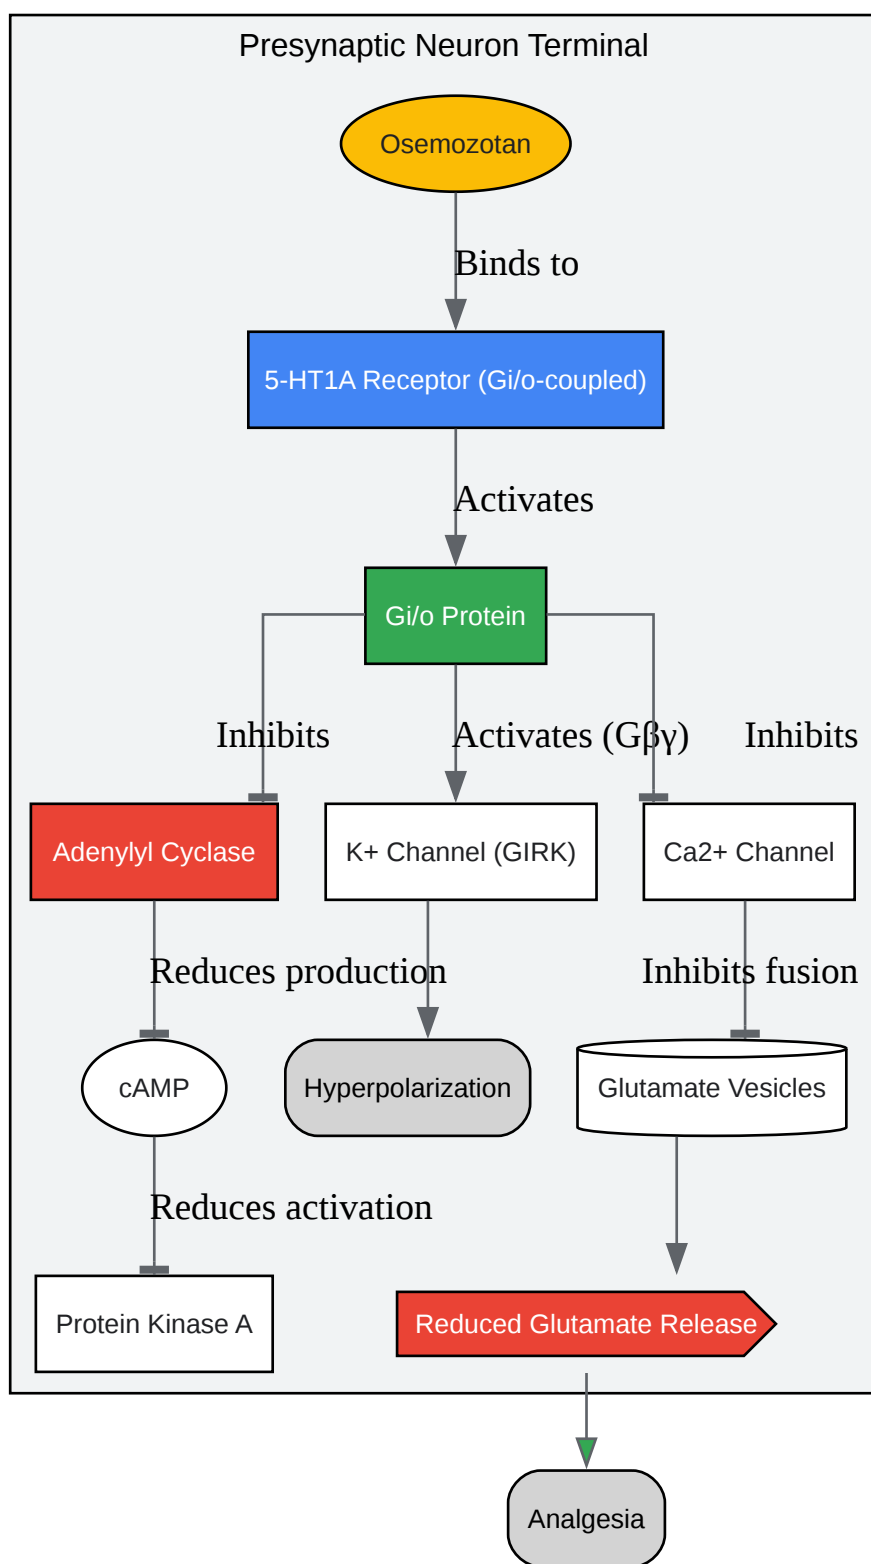 Presynaptic Neuron Terminal
Osemozotan
Binds to
5-HT1A Receptor (Gi/o-coupled)
Activates
Gi/o Protein
Inhibits
Activates (Gβγ)
Inhibits
Adenylyl Cyclase
K+ Channel (GIRK)
Ca2+ Channel
Reduces production
Inhibits fusion
cAMP
Hyperpolarization
Glutamate Vesicles
Reduces activation
Protein Kinase A
Reduced Glutamate Release
Analgesia